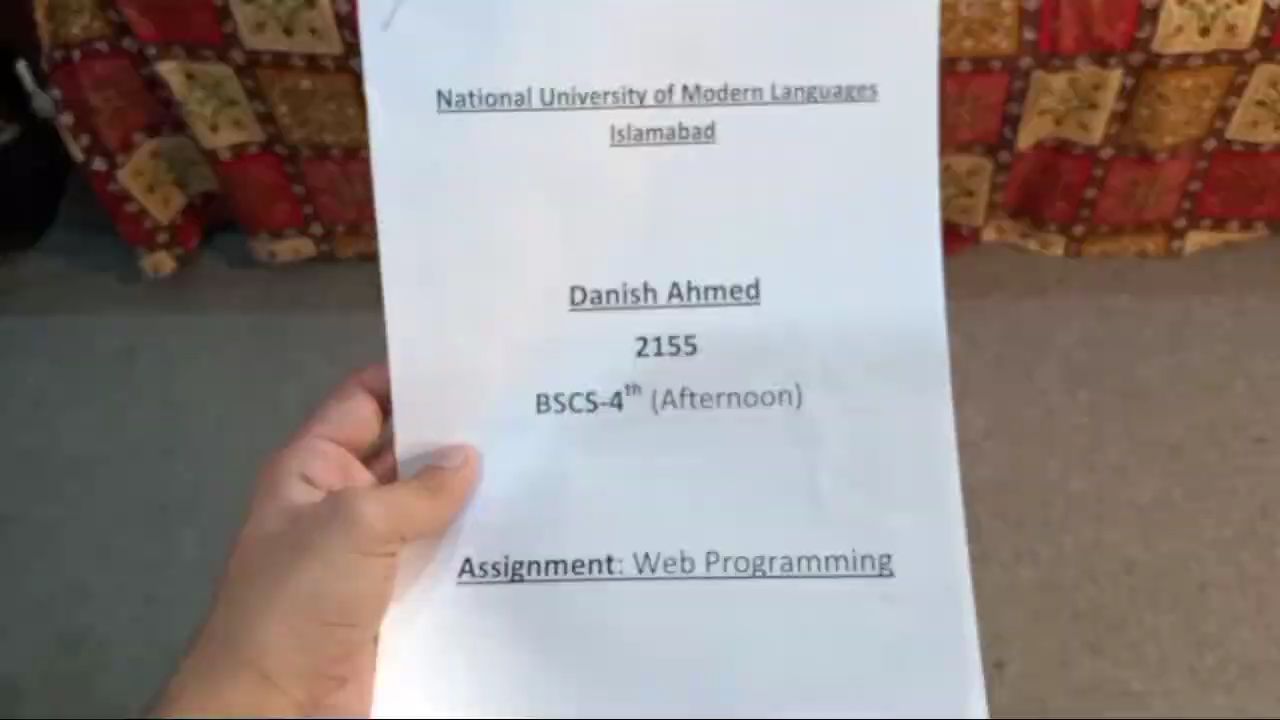 National University of Modern Languages
Islamabad
Danish Ahmed
2155
BSCS-4th (Afternoon)
Assignment: Web Programming